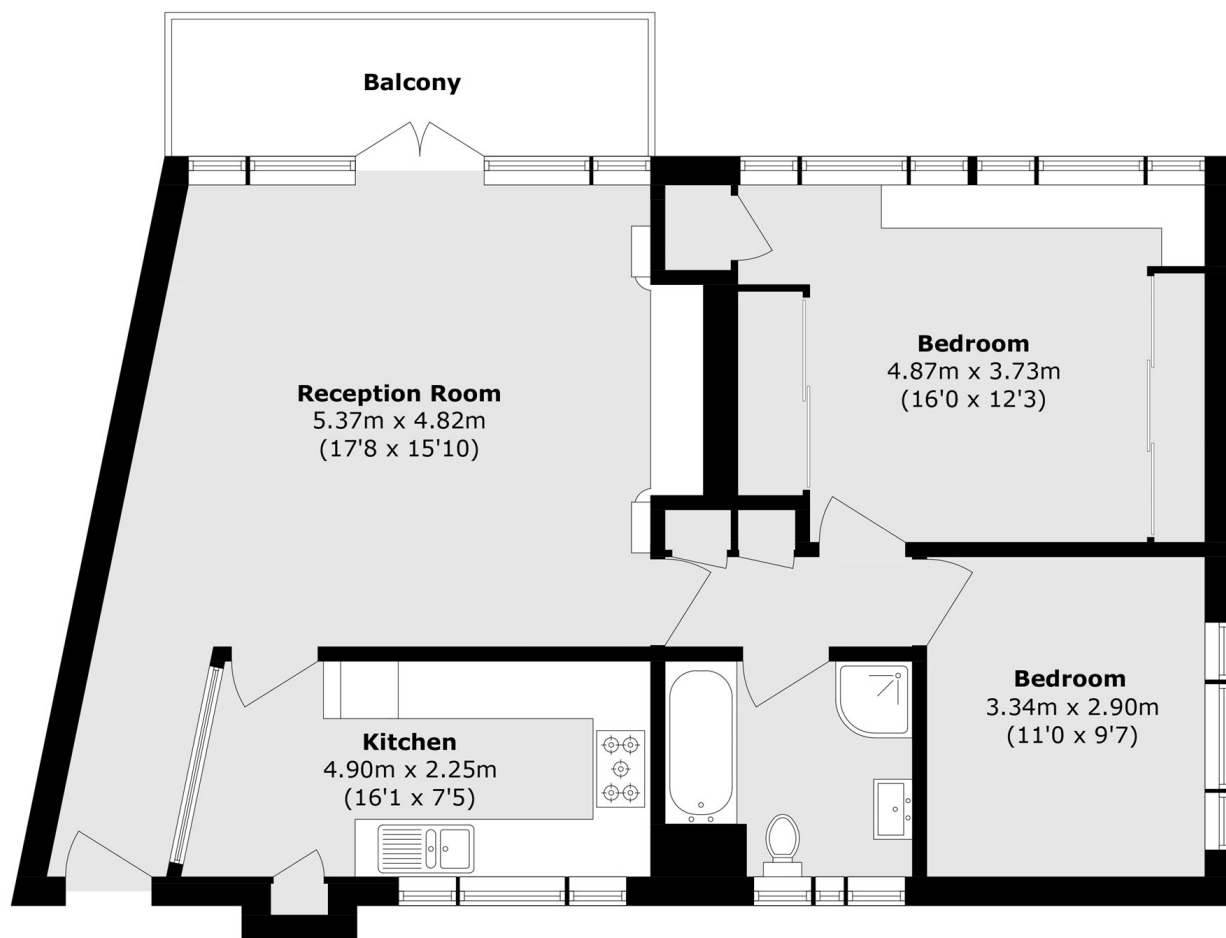 Balcony
Reception Room
5.37m x 4.82m
(17'8 x 15'10)
Bedroom
4.87m x 3.73m
(16'0 x 12'3)
Bedroom
3.34m x 2.90m
(11'0 x 9'7)
Kitchen
4.90m x 2.25m
(16'1 x 7'5)